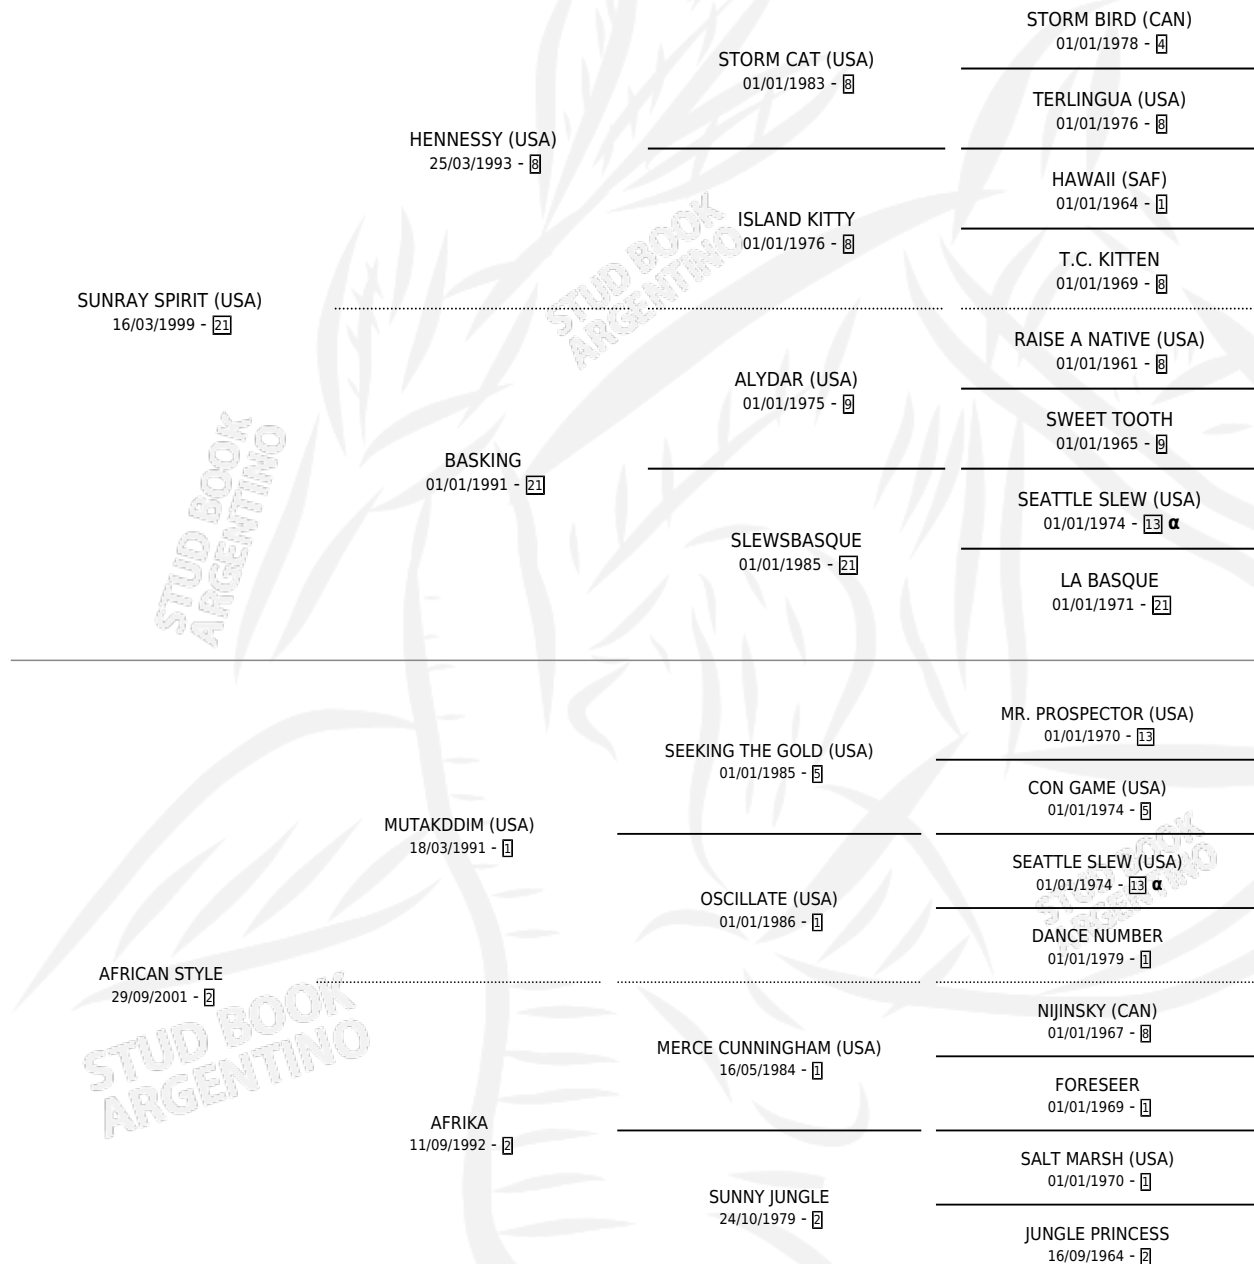 STORM BIRD (CAN)
01/01/1978 - 4
STORM CAT (USA)
01/01/1983 - 8
TERLINGUA (USA)
01/01/1976 - 8
HENNESSY (USA)
25/03/1993 - 8
HAWAII (SAF)
01/01/1964 - 1
ISLAND KITTY
01/01/1976 - 8
T.C. KITTEN
01/01/1969 - 8
SUNRAY SPIRIT (USA)
16/03/1999 - 21
RAISE A NATIVE (USA)
01/01/1961 - 8
ALYDAR (USA)
01/01/1975 - 9
SWEET TOOTH
01/01/1965 - 9
BASKING
01/01/1991 - 21
SEATTLE SLEW (USA)
01/01/1974 - 13 α
SLEWSBASQUE
01/01/1985 - 21
LA BASQUE
01/01/1971 - 21
MR. PROSPECTOR (USA)
01/01/1970 - 13
SEEKING THE GOLD (USA)
01/01/1985 - 5
CON GAME (USA)
01/01/1974 - 5
MUTAKDDIM (USA)
18/03/1991 - 1
SEATTLE SLEW (USA)
01/01/1974 - 13 α
OSCILLATE (USA)
01/01/1986 - 1
DANCE NUMBER
01/01/1979 - 1
AFRICAN STYLE
29/09/2001 - 2
NIJINSKY (CAN)
01/01/1967 - 8
MERCE CUNNINGHAM (USA)
16/05/1984 - 1
FORESEER
01/01/1969 - 1
AFRIKA
11/09/1992 - 2
SALT MARSH (USA)
01/01/1970 - 1
SUNNY JUNGLE
24/10/1979 - 2
JUNGLE PRINCESS
16/09/1964 - 2
STUD BOOK
ARGENTINO
STUD BOOK
ARGENTINO
STUD BOOK
ARGENTINO
STUD BOOK
ARGENTINO